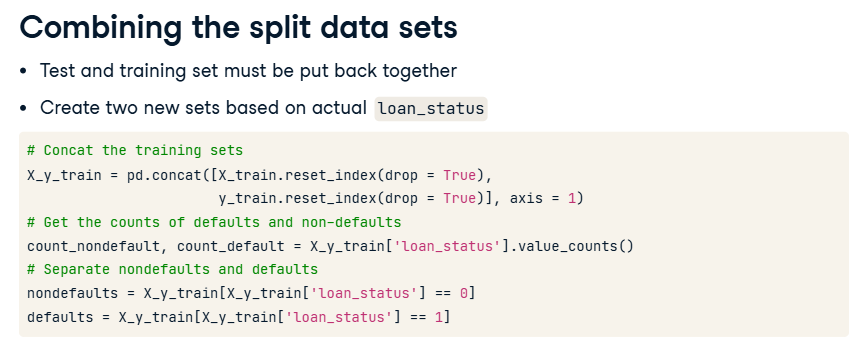 Combining the split data sets
• Test and training set must be put back together
• Create two new sets based on actual loan_status
# Concat the training sets
X_y_train = pd.concat([X_train.reset_index(drop = True),
                       y_train.reset_index(drop = True)], axis = 1)
# Get the counts of defaults and non-defaults
count_nondefault, count_default = X_y_train['loan_status'].value_counts()
# Separate nondefaults and defaults
nondefaults = X_y_train[X_y_train['loan_status'] == 0]
defaults = X_y_train[X_y_train['loan_status'] == 1]